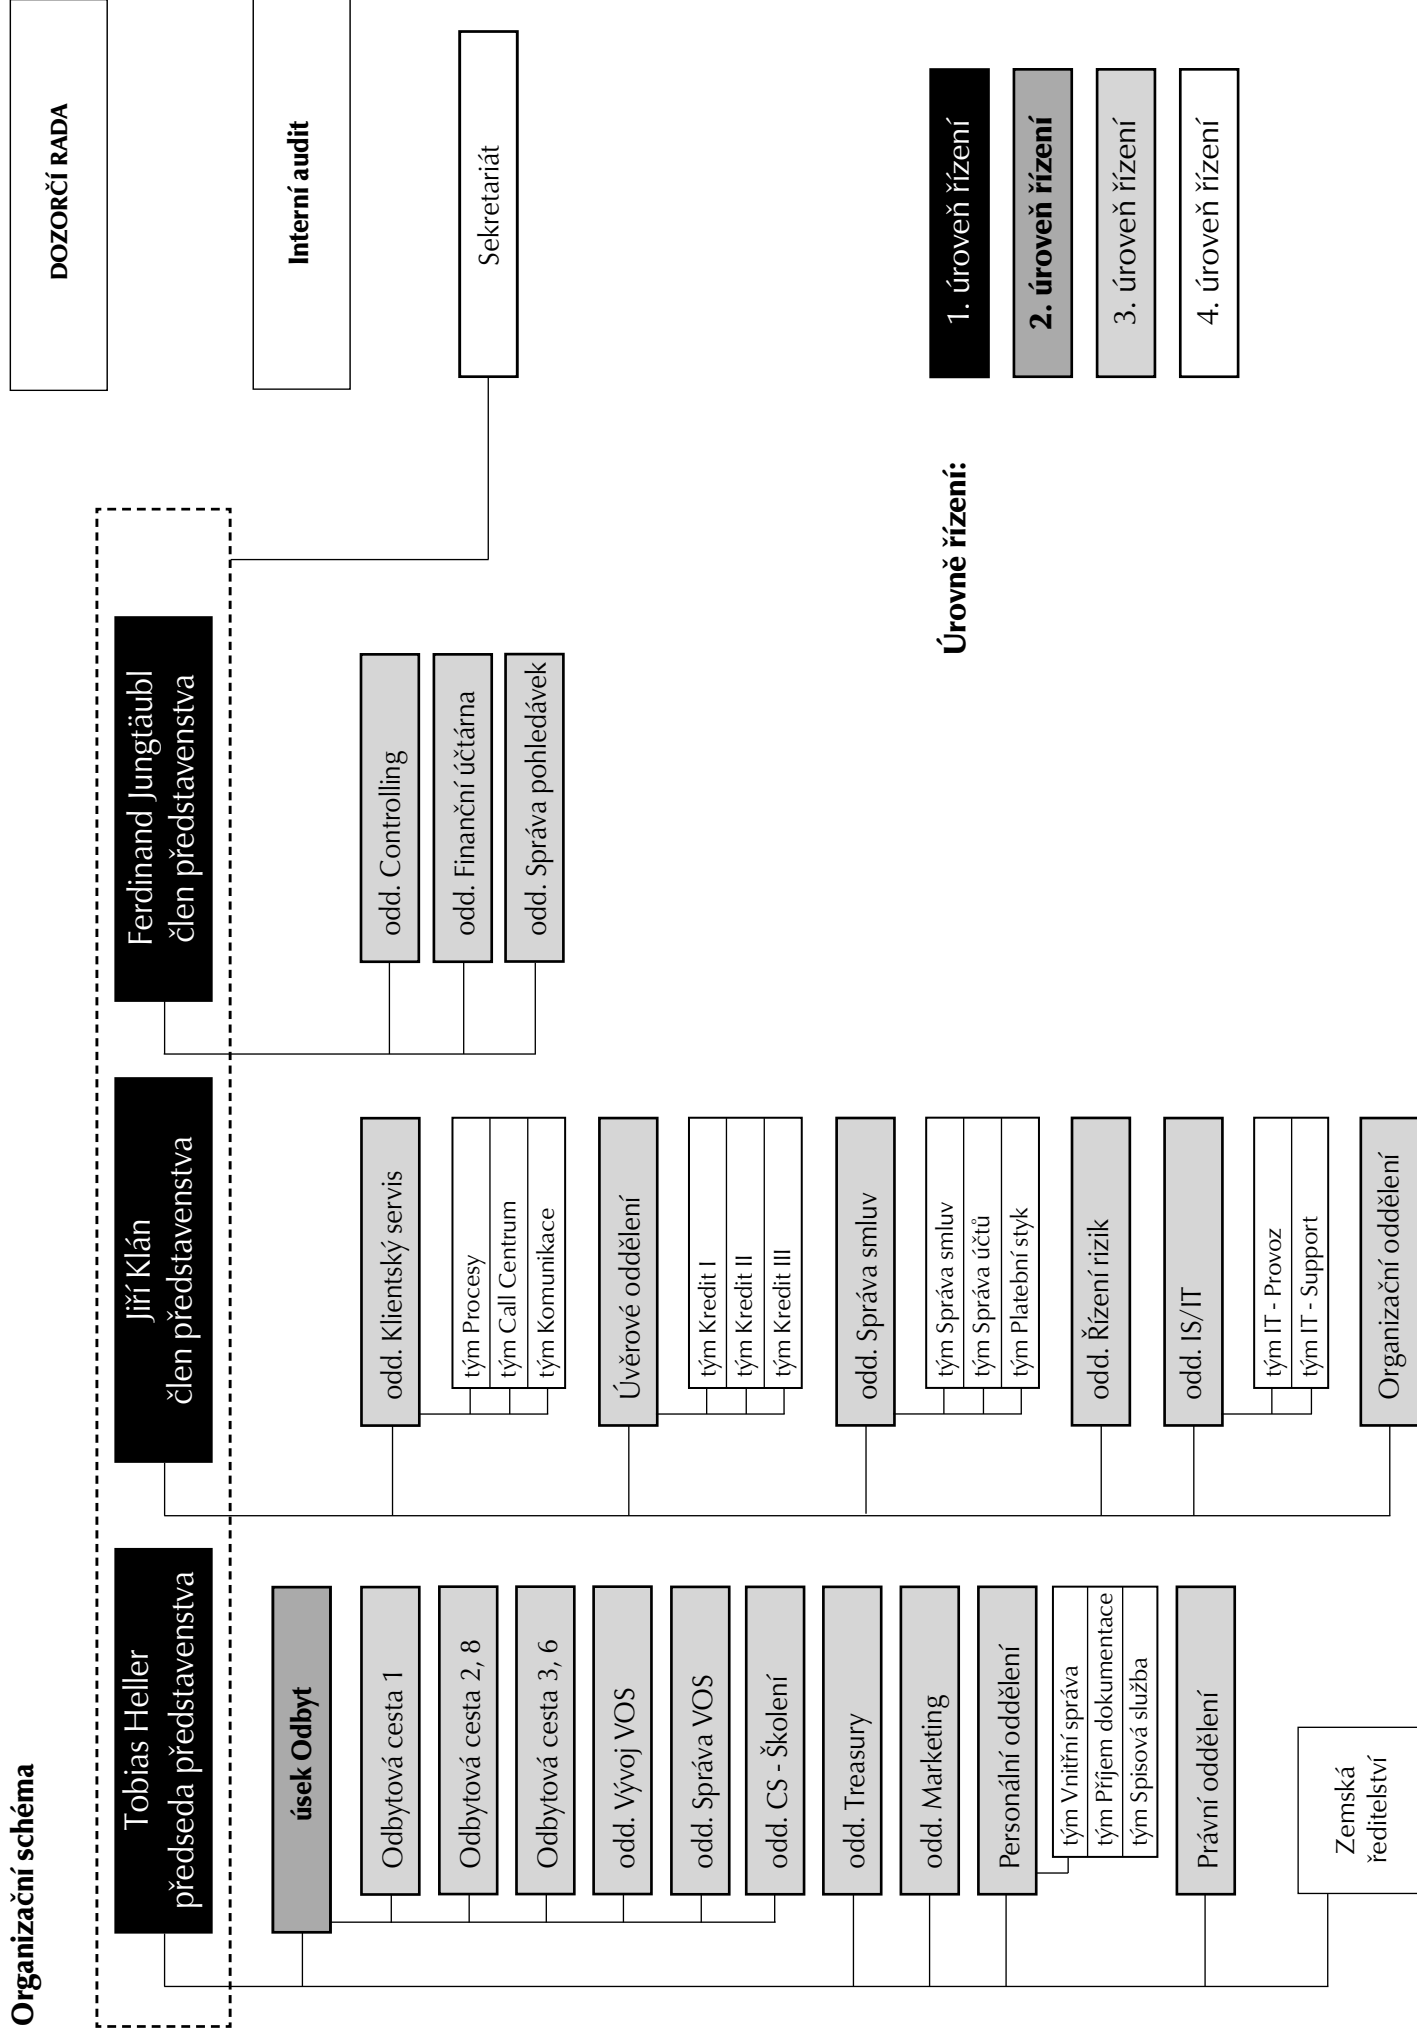 Organizační schéma
DOZORČÍ RADA
Interní audit
Sekretariát
Tobias Heller
předseda představenstva
úsek Odbyt
Odbytová cesta 1
Odbytová cesta 2, 8
Odbytová cesta 3, 6
odd. Vývoj VOS
odd. Správa VOS
odd. CS - Školení
odd. Treasury
odd. Marketing
Personální oddělení
tým Vnitřní správa
tým Příjem dokumentace
tým Spisová služba
Právní oddělení
Zemská
ředitelství
Jiří Klán
člen představenstva
odd. Klientský servis
tým Procesy
tým Call Centrum
tým Komunikace
Úvěrové oddělení
tým Kredit I
tým Kredit II
tým Kredit III
odd. Správa smluv
tým Správa smluv
tým Správa účtů
tým Platební styk
odd. Řízení rizik
odd. IS/IT
tým IT - Provoz
tým IT - Support
Organizační oddělení
Ferdinand Jungtäubl
člen představenstva
odd. Controlling
odd. Finanční účtárna
odd. Správa pohledávek
Úrovně řízení:
1. úroveň řízení
2. úroveň řízení
3. úroveň řízení
4. úroveň řízení